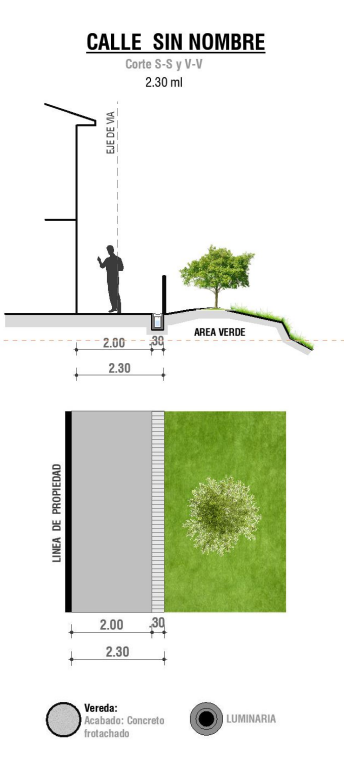 CALLE SIN NOMBRE
Corte S-S y V-V
2.30 ml
EJE DE VIA
AREA VERDE
2.00 .30
2.30
LINEA DE PROPIEDAD
2.00 .30
2.30
Vereda:
Acabado: Concreto
frotachado
LUMINARIA